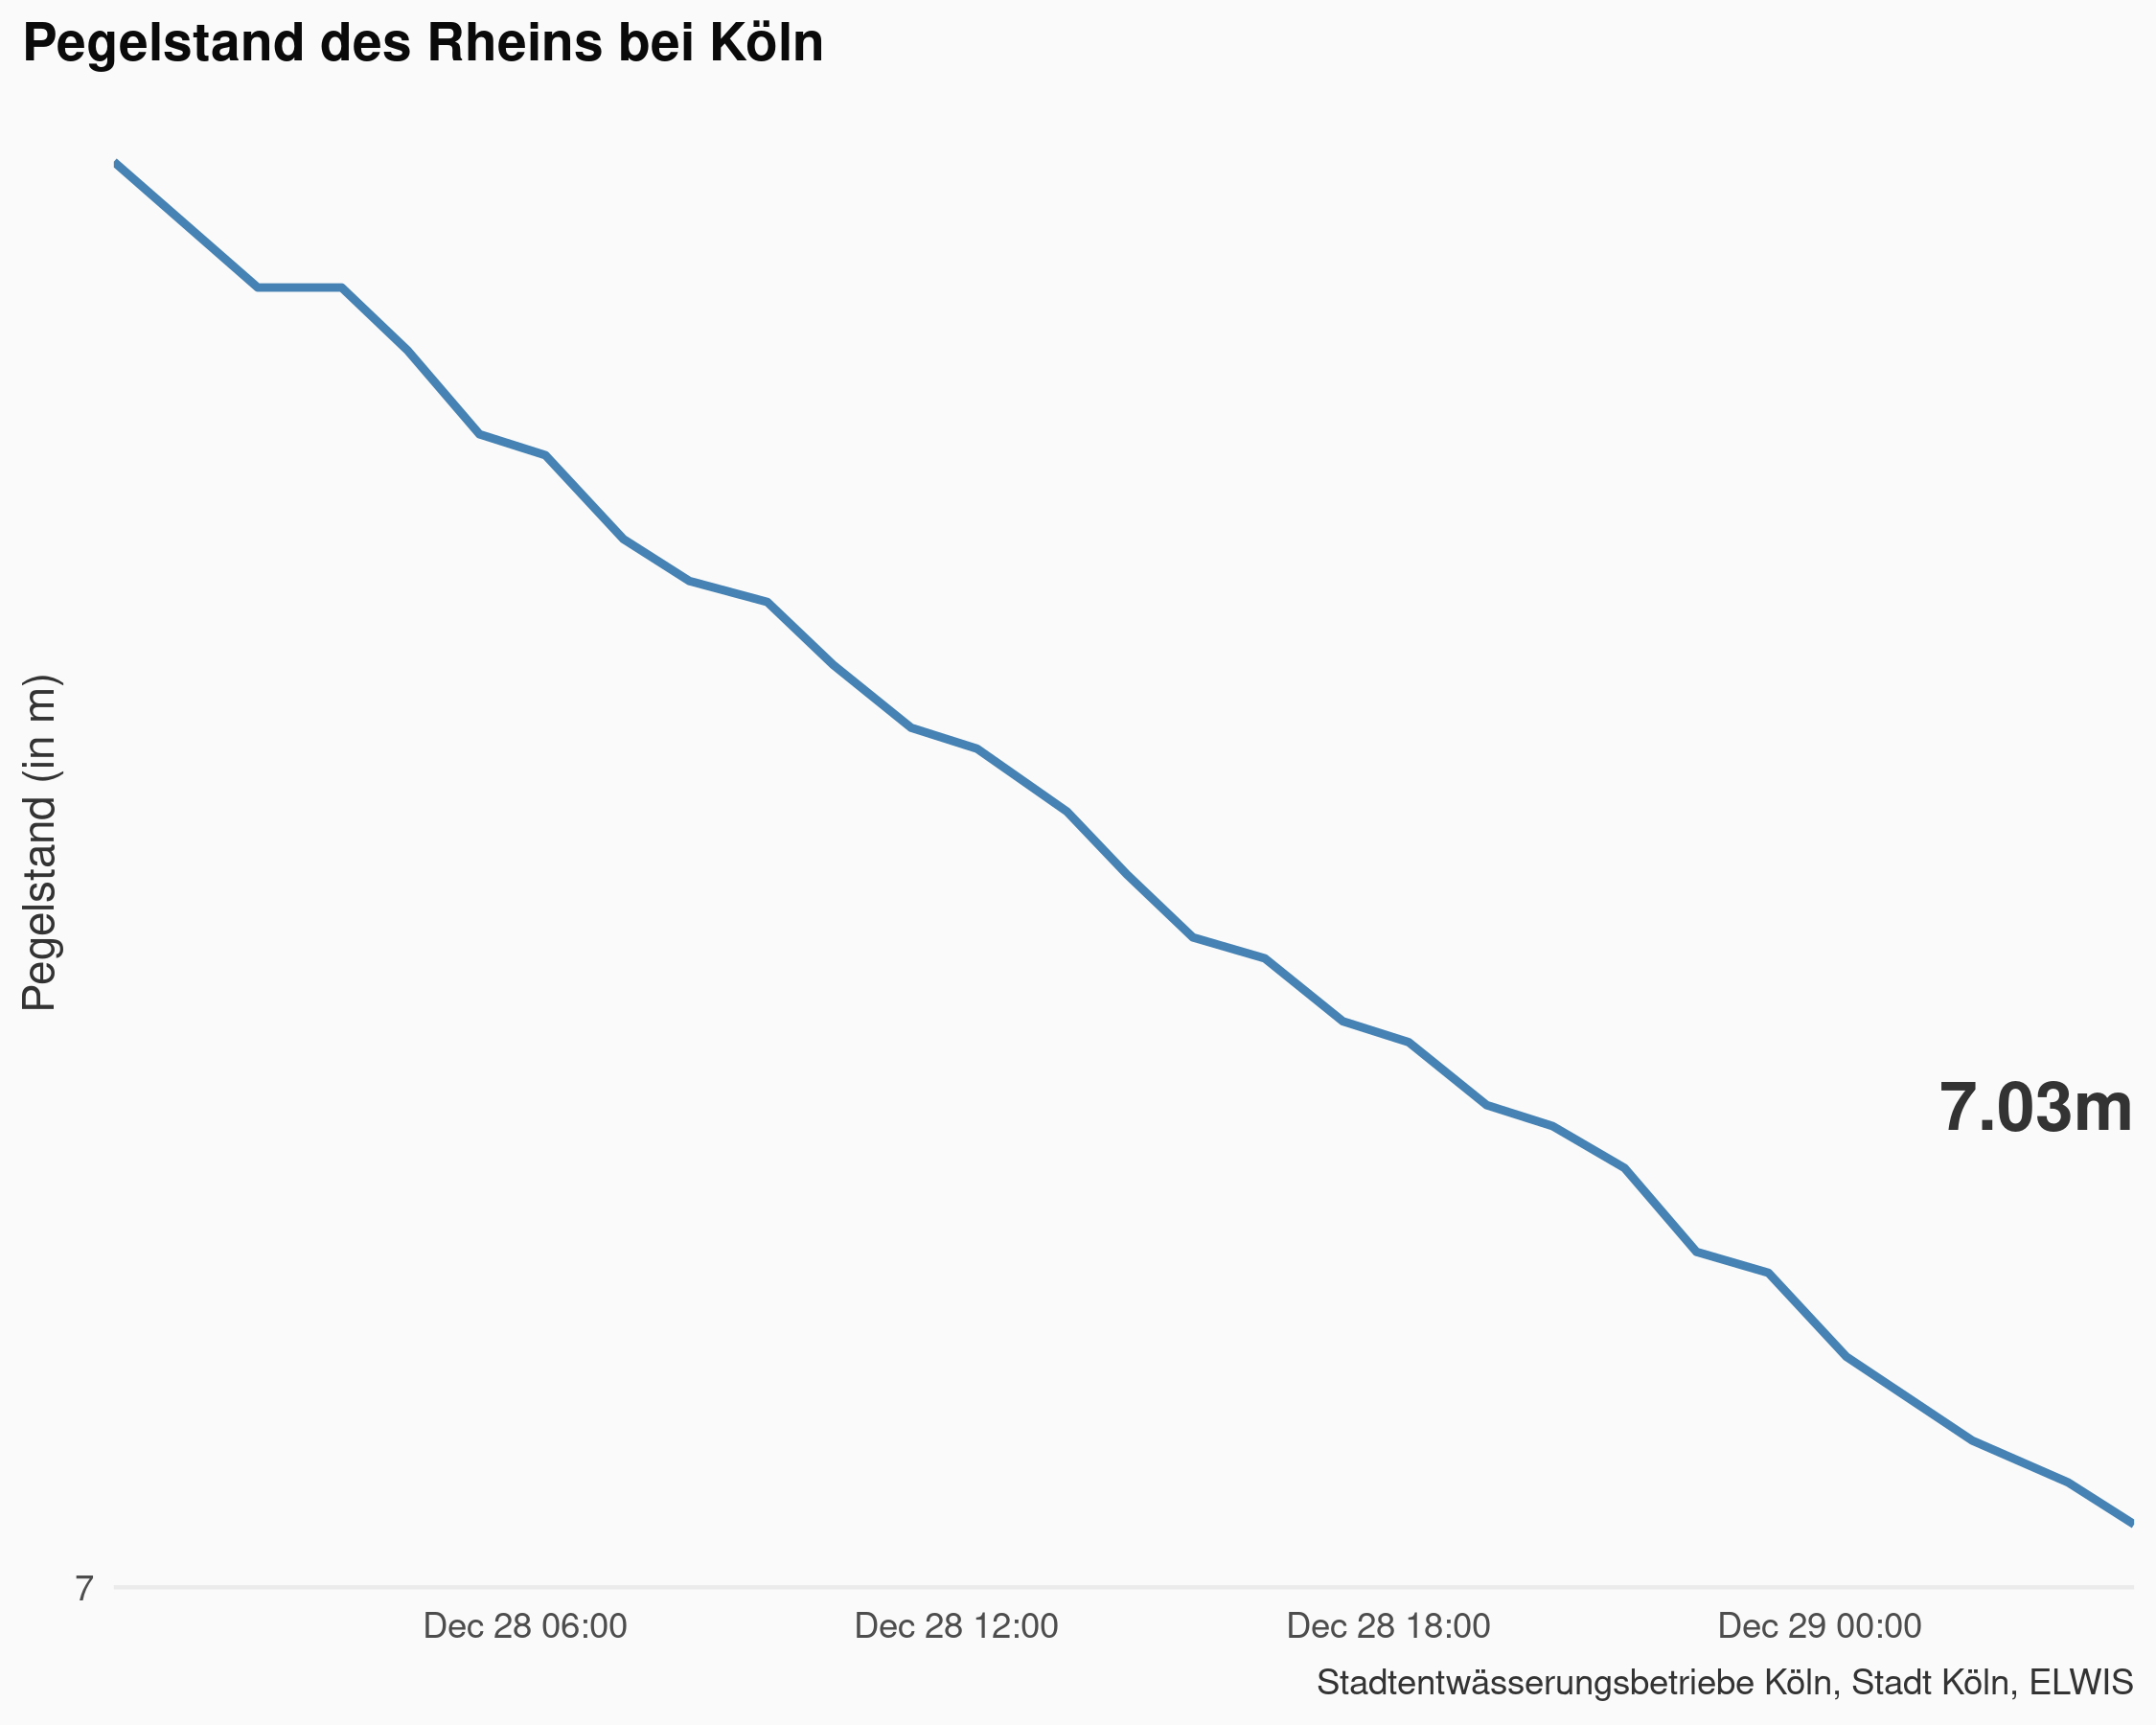 Pegelstand des Rheins bei Köln
Pegelstand (in m)
7.03m
7
Dec 28 06:00
Dec 28 12:00
Dec 28 18:00
Dec 29 00:00
Stadtentwässerungsbetriebe Köln, Stadt Köln, ELWIS